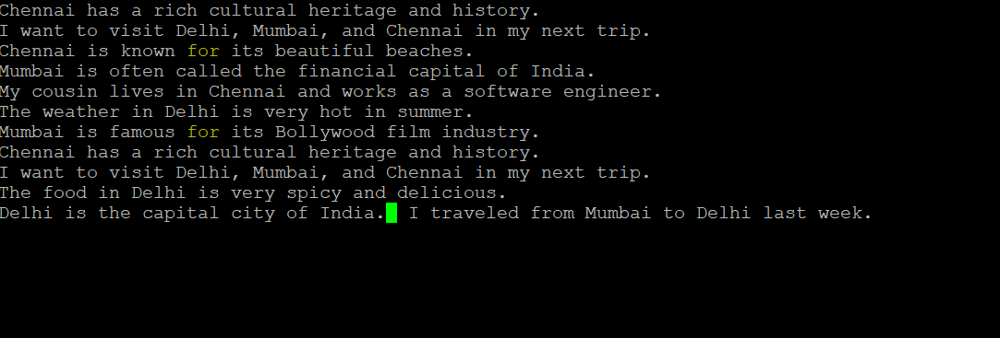 Chennai has a rich cultural heritage and history.
I want to visit Delhi, Mumbai, and Chennai in my next trip.
Chennai is known for its beautiful beaches.
Mumbai is often called the financial capital of India.
My cousin lives in Chennai and works as a software engineer.
The weather in Delhi is very hot in summer.
Mumbai is famous for its Bollywood film industry.
Chennai has a rich cultural heritage and history.
I want to visit Delhi, Mumbai, and Chennai in my next trip.
The food in Delhi is very spicy and delicious.
Delhi is the capital city of India. I traveled from Mumbai to Delhi last week.